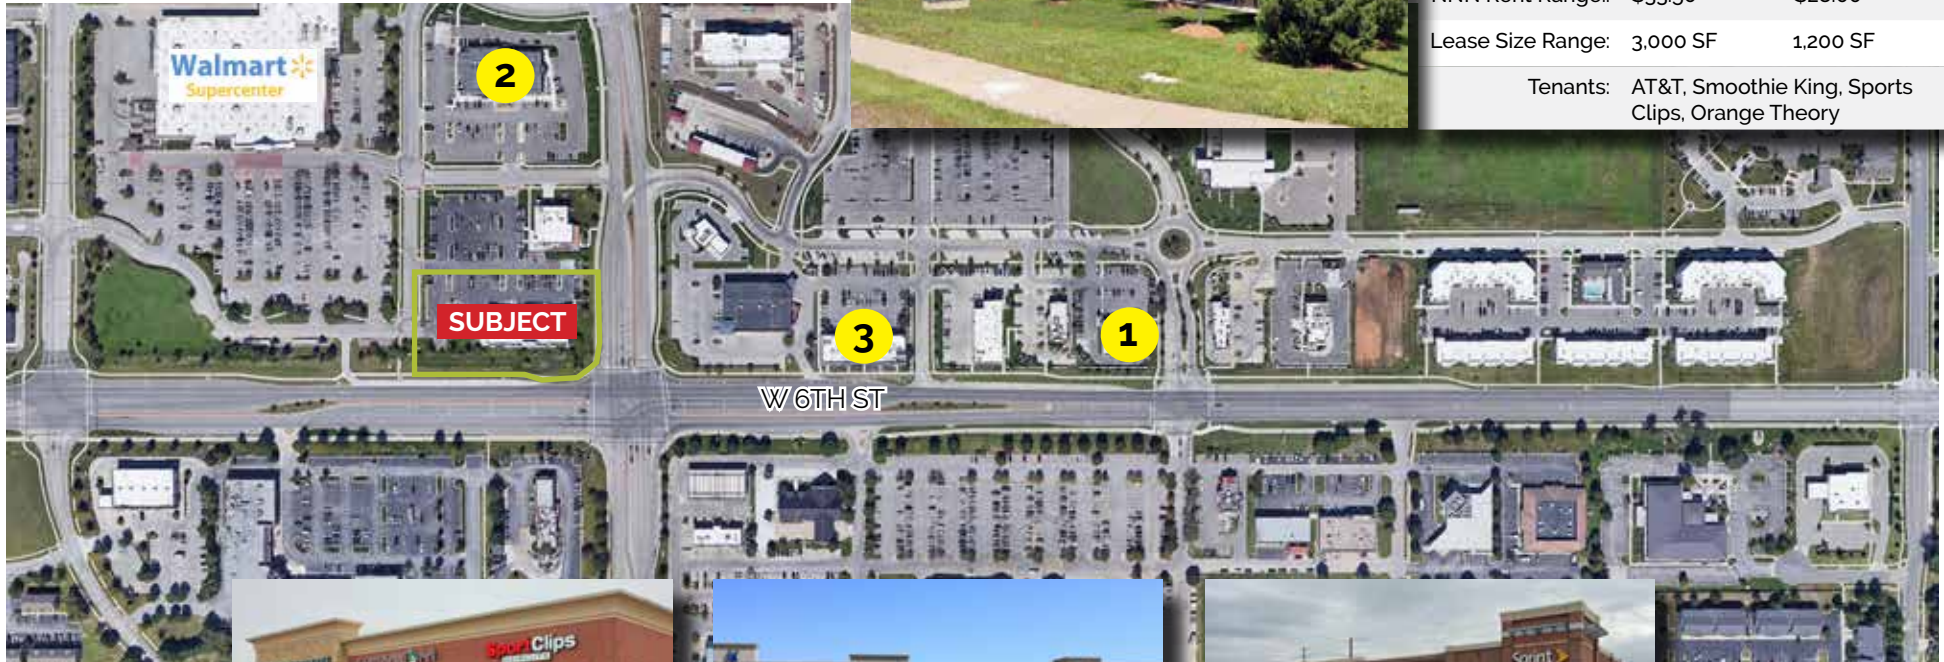 Lease Size Range: 3,000 SF 1,200 SF
Tenants: AT&T, Smoothie King, Sports
Clips, Orange Theory
Walmart
Supercenter
2
SUBJECT
3
1
W 6TH ST
SportClips
Sprint